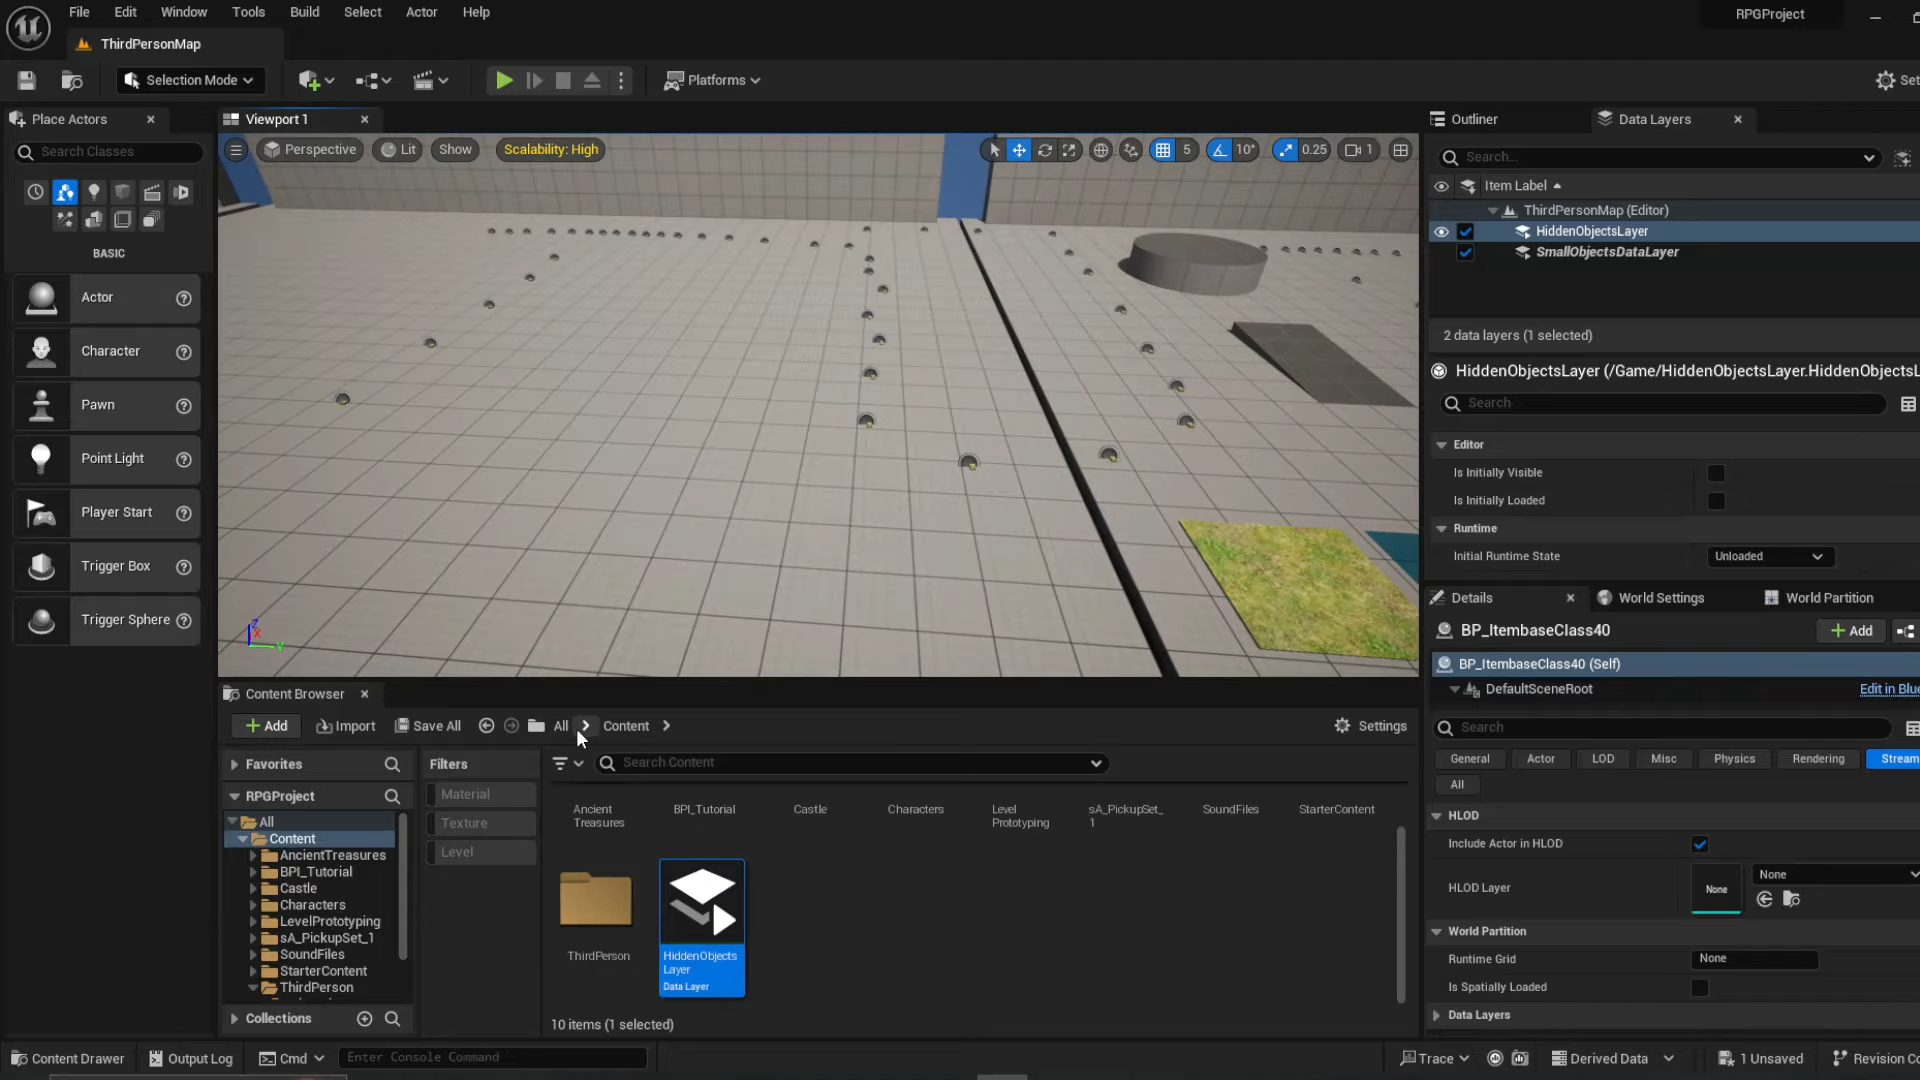 File Edit Window Tools Build Select Actor Help
RPGProject
ThirdPersonMap
Selection Mode
Platforms
Set
Place Actors
Viewport 1
Outliner
Data Layers
Search Classes
Perspective
Lit
Show
Scalability: High
5
10°
0.25
1
Search...
Item Label
ThirdPersonMap (Editor)
HiddenObjectsLayer
SmallObjectsDataLayer
BASIC
Actor
Character
Pawn
Point Light
Player Start
Trigger Box
Trigger Sphere
2 data layers (1 selected)
HiddenObjectsLayer (/Game/HiddenObjectsLayer.HiddenObjectsL
Search
Editor
Is Initially Visible
Is Initially Loaded
Runtime
Initial Runtime State
Unloaded
Details
World Settings
World Partition
BP_ItembaseClass40
Add
BP_ItembaseClass40 (Self)
DefaultSceneRoot
Edit in Blue
Search
General
Actor
LOD
Misc
Physics
Rendering
Stream
All
HLOD
Include Actor in HLOD
HLOD Layer
None
None
World Partition
Runtime Grid
None
Is Spatially Loaded
Data Layers
Content Browser
Add
Import
Save All
All
Content
Settings
Favorites
RPGProject
All
Content
AncientTreasures
BPI_Tutorial
Castle
Characters
LevelPrototyping
sA_PickupSet_1
SoundFiles
StarterContent
ThirdPerson
Collections
Filters
Material
Texture
Level
Search Content
Ancient
Treasures
BPI_Tutorial
Castle
Characters
Level
Prototyping
sA_PickupSet_
1
SoundFiles
StarterContent
ThirdPerson
HiddenObjects
Layer
Data Layer
10 items (1 selected)
Content Drawer
Output Log
Cmd
Enter Console Command
Trace
Derived Data
1 Unsaved
Revision Co